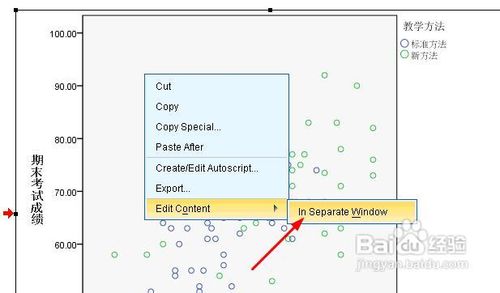 教学方法
标准方法
新方法
100.00
90.00
80.00
70.00
60.00
期末考试成绩
Cut
Copy
Copy Special...
Paste After
Create/Edit Autoscript...
Export...
Edit Content
In Separate Window
Baidu经验
jingyan.baidu.com